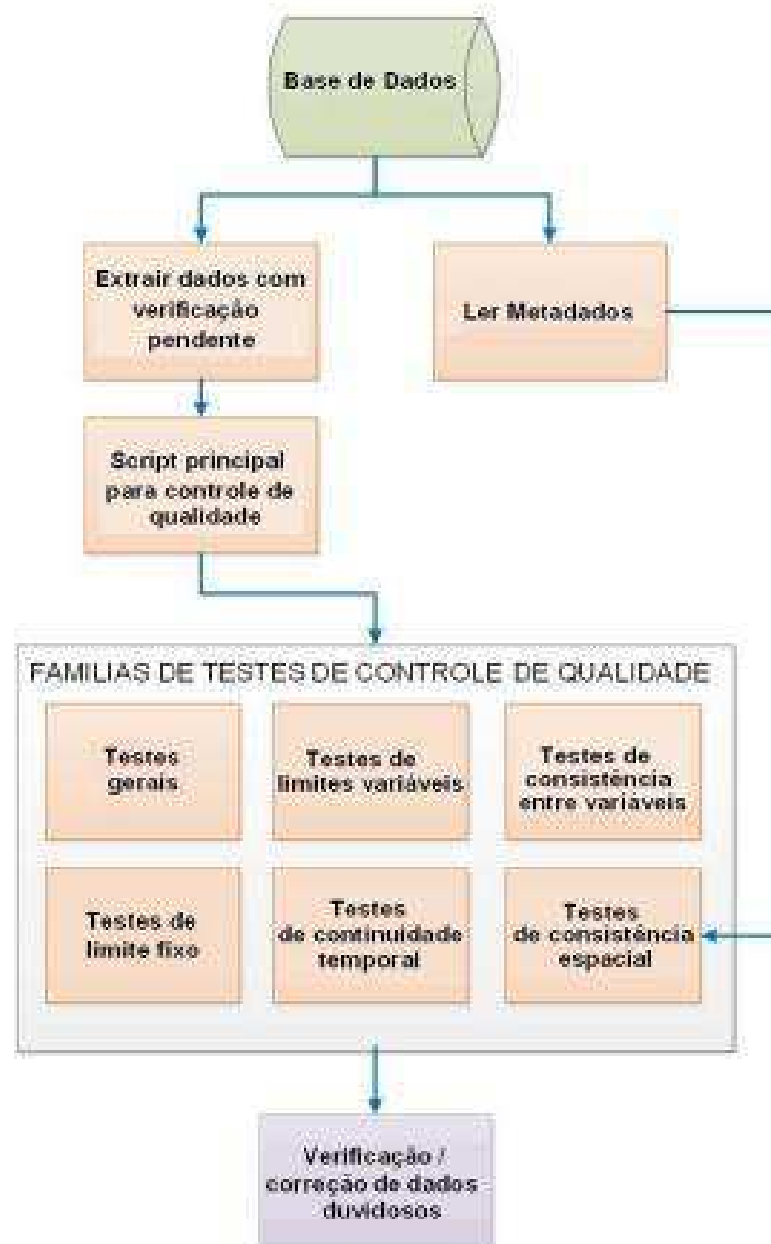 Base de Dados
Extrair dados com
verificação
pendente
Ler Metadados
Script principal
para controle de
qualidade
FAMILIAS DE TESTES DE CONTROLE DE QUALIDADE
Testes
gerais
Testes de
limites variáveis
Testes de
consistência
entre variáveis
Testes de
limite fixo
Testes
de continuidade
temporal
Testes
de consistência
espacial
Verificação /
correção de dados
duvidosos